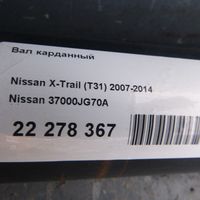 Вал карданный
Nissan X-Trail (T31) 2007-2014
Nissan 37000JG70A
22 278 367